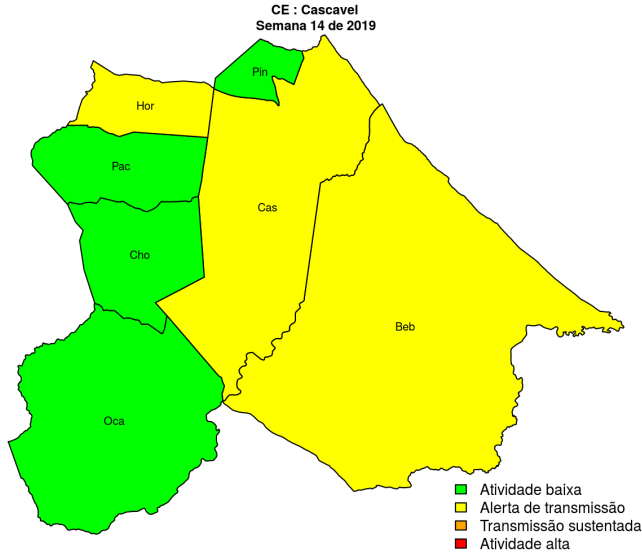 CE : Cascavel
Semana 14 de 2019
Pin
Hor
Pac
Cas
Cho
Beb
Oca
Atividade baixa
Alerta de transmissão
Transmissão sustentada
Atividade alta